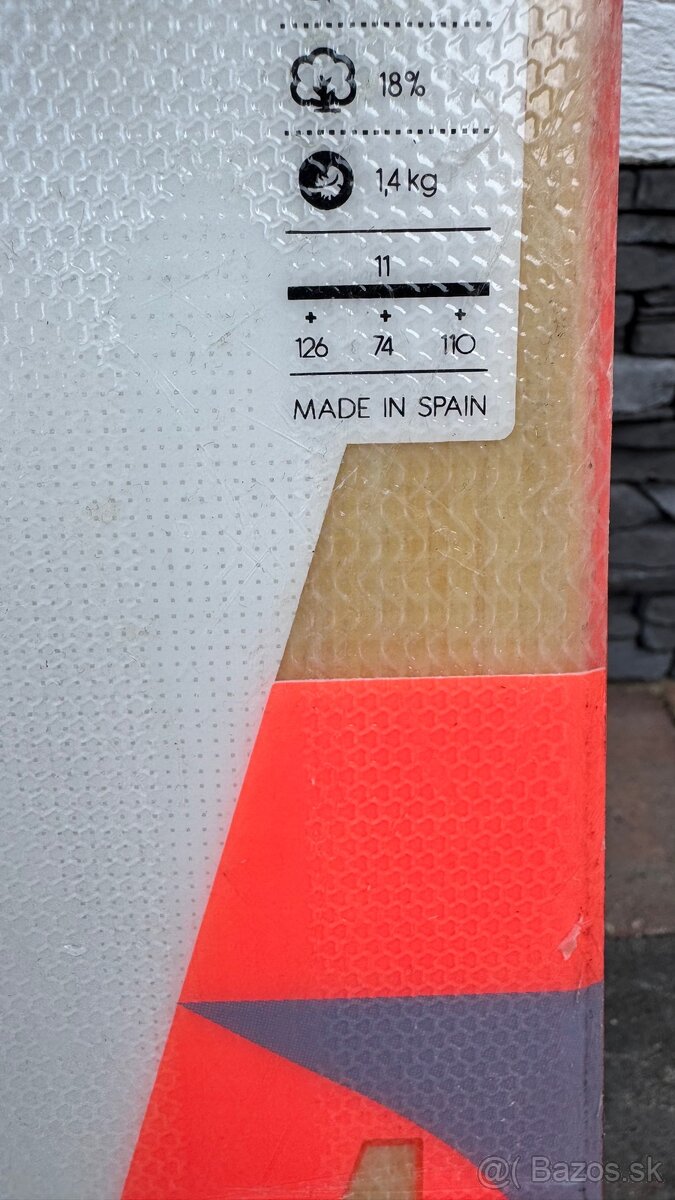 18%
1,4 kg
11
+ + +
126 74 110
MADE IN SPAIN
@( Bazos.sk